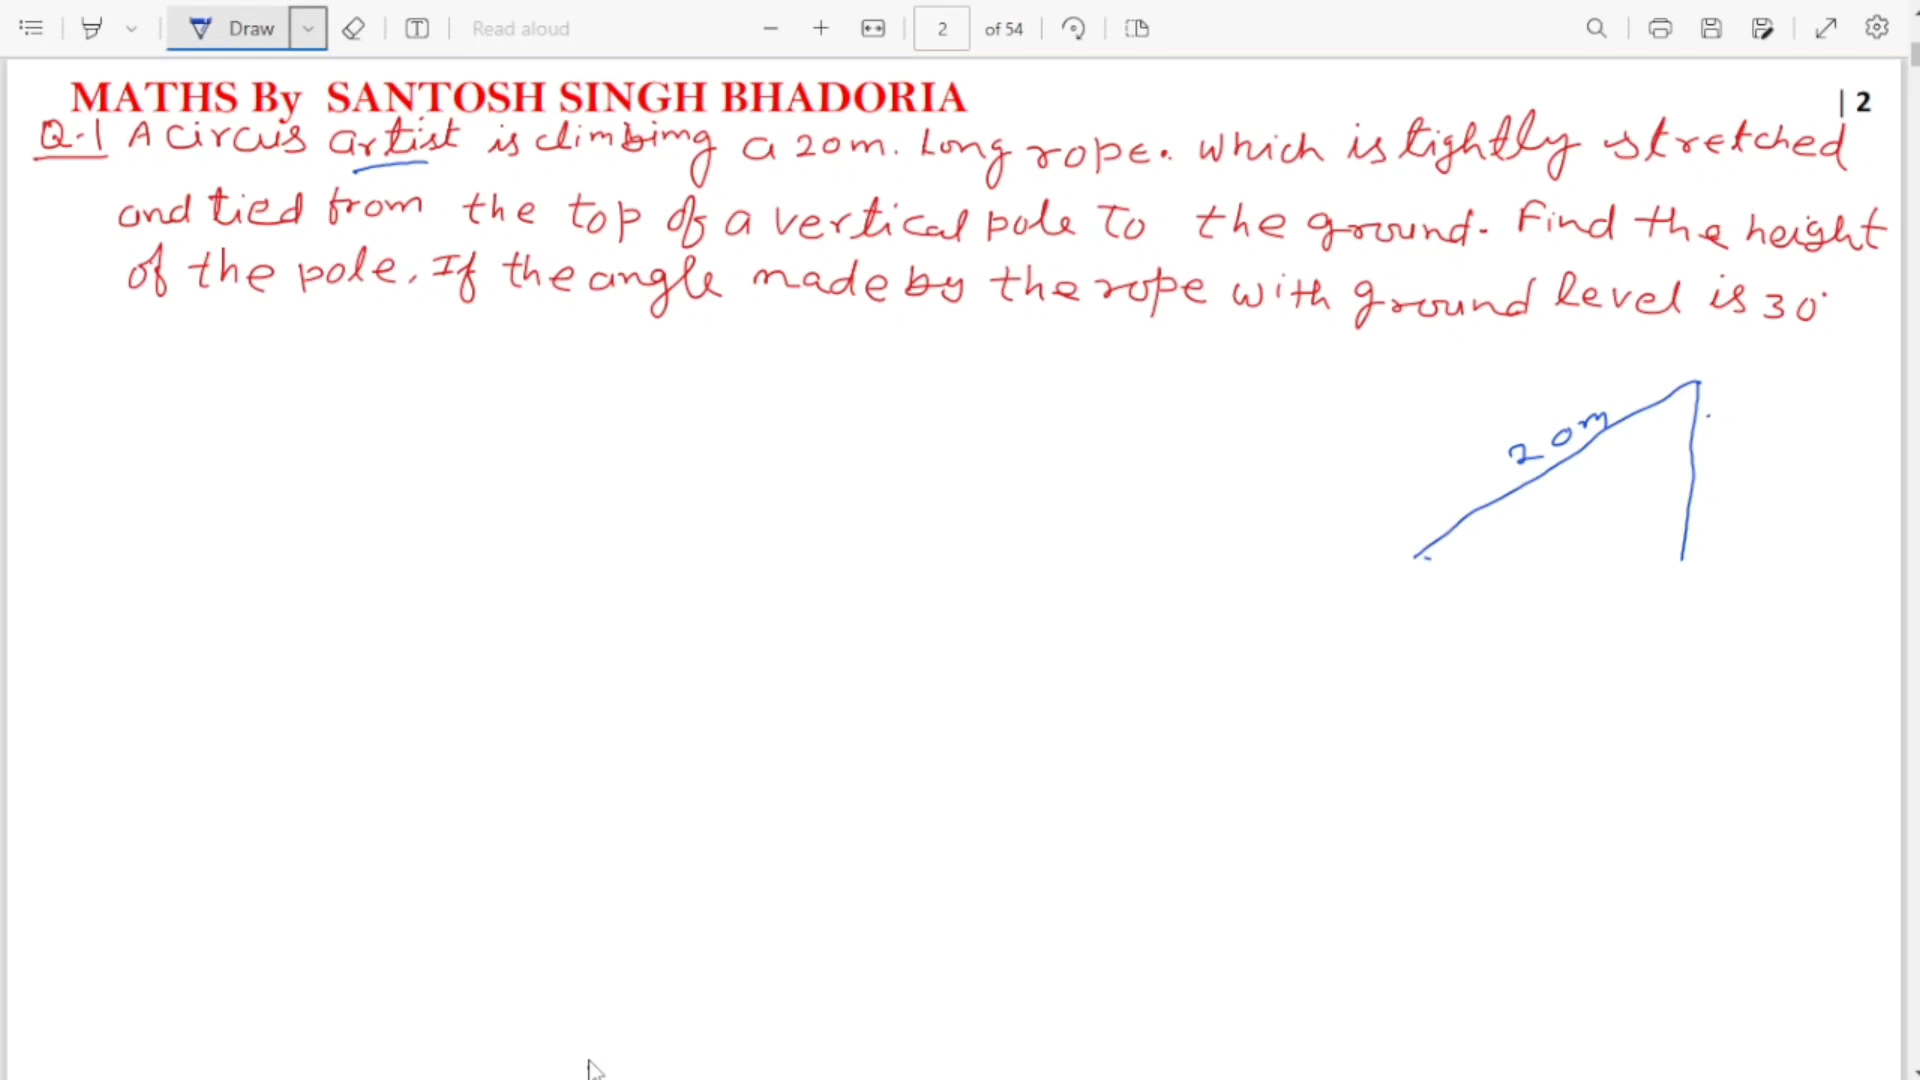 Draw
Read aloud
2 of 54
MATHS By SANTOSH SINGH BHADORIA
| 2
Q-1 A circus artist is climbing a 20m. Long rope. which is tightly stretched
and tied from the top of a vertical pole To the ground. Find the height
of the pole, If the angle made by the rope with ground level is 30°
20m